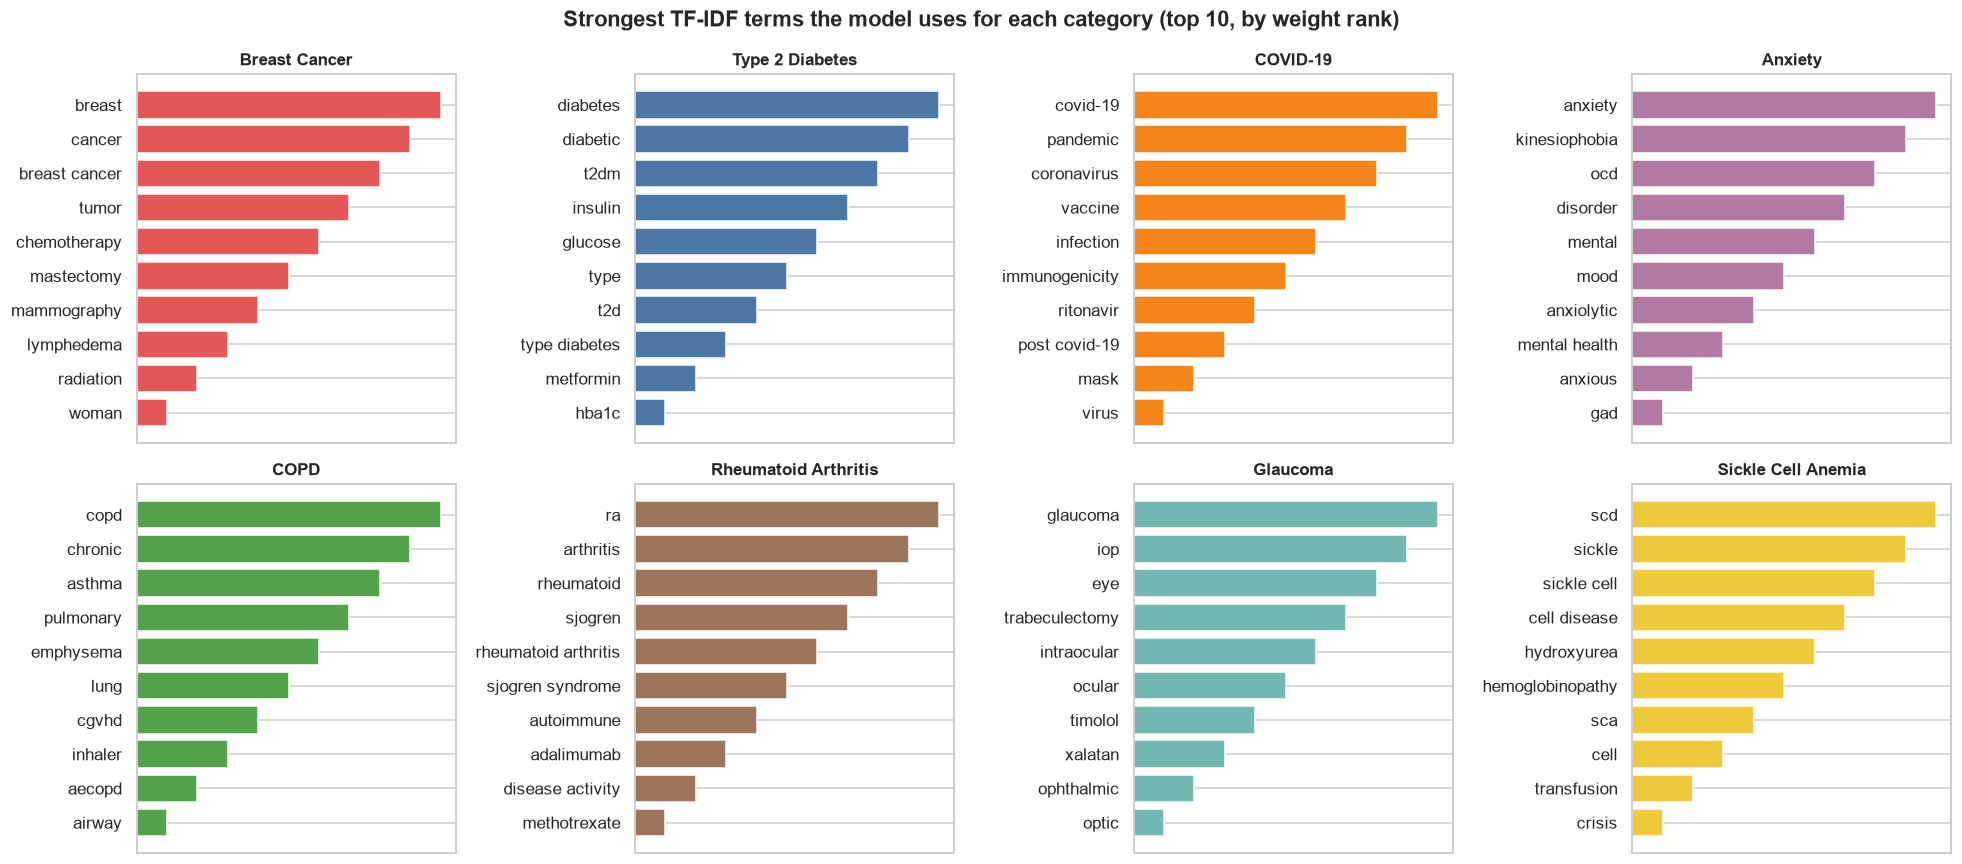 Strongest TF-IDF terms the model uses for each category (top 10, by weight rank)
Breast Cancer
breast
cancer
breast cancer
tumor
chemotherapy
mastectomy
mammography
lymphedema
radiation
woman
Type 2 Diabetes
diabetes
diabetic
t2dm
insulin
glucose
type
t2d
type diabetes
metformin
hba1c
COVID-19
covid-19
pandemic
coronavirus
vaccine
infection
immunogenicity
ritonavir
post covid-19
mask
virus
Anxiety
anxiety
kinesiophobia
ocd
disorder
mental
mood
anxiolytic
mental health
anxious
gad
COPD
copd
chronic
asthma
pulmonary
emphysema
lung
cgvhd
inhaler
aecopd
airway
Rheumatoid Arthritis
ra
arthritis
rheumatoid
sjogren
rheumatoid arthritis
sjogren syndrome
autoimmune
adalimumab
disease activity
methotrexate
Glaucoma
glaucoma
iop
eye
trabeculectomy
intraocular
ocular
timolol
xalatan
ophthalmic
optic
Sickle Cell Anemia
scd
sickle
sickle cell
cell disease
hydroxyurea
hemoglobinopathy
sca
cell
transfusion
crisis